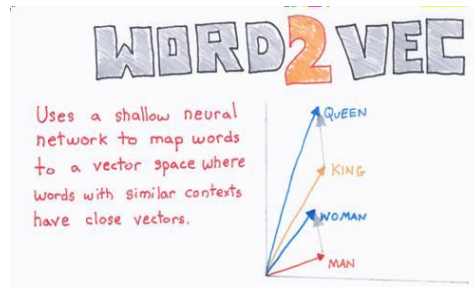 WORD2VEC
Uses a shallow neural
network to map words
to a vector space where
words with similar contexts
have close vectors.
QUEEN
KING
WOMAN
MAN